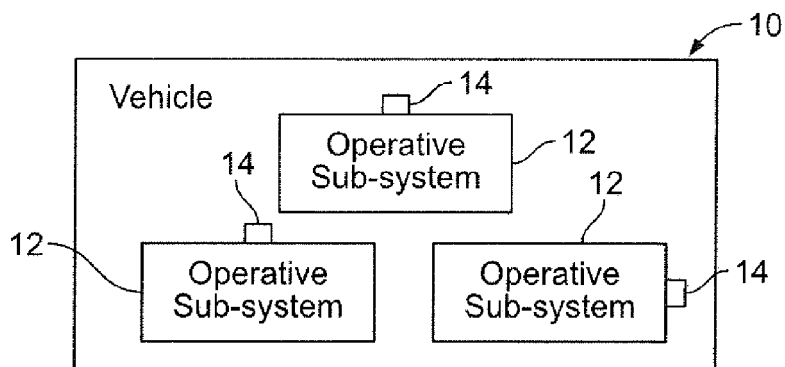 10
Vehicle
14
Operative
Sub-system
12
14
12
12
Operative
Sub-system
Operative
Sub-system
14